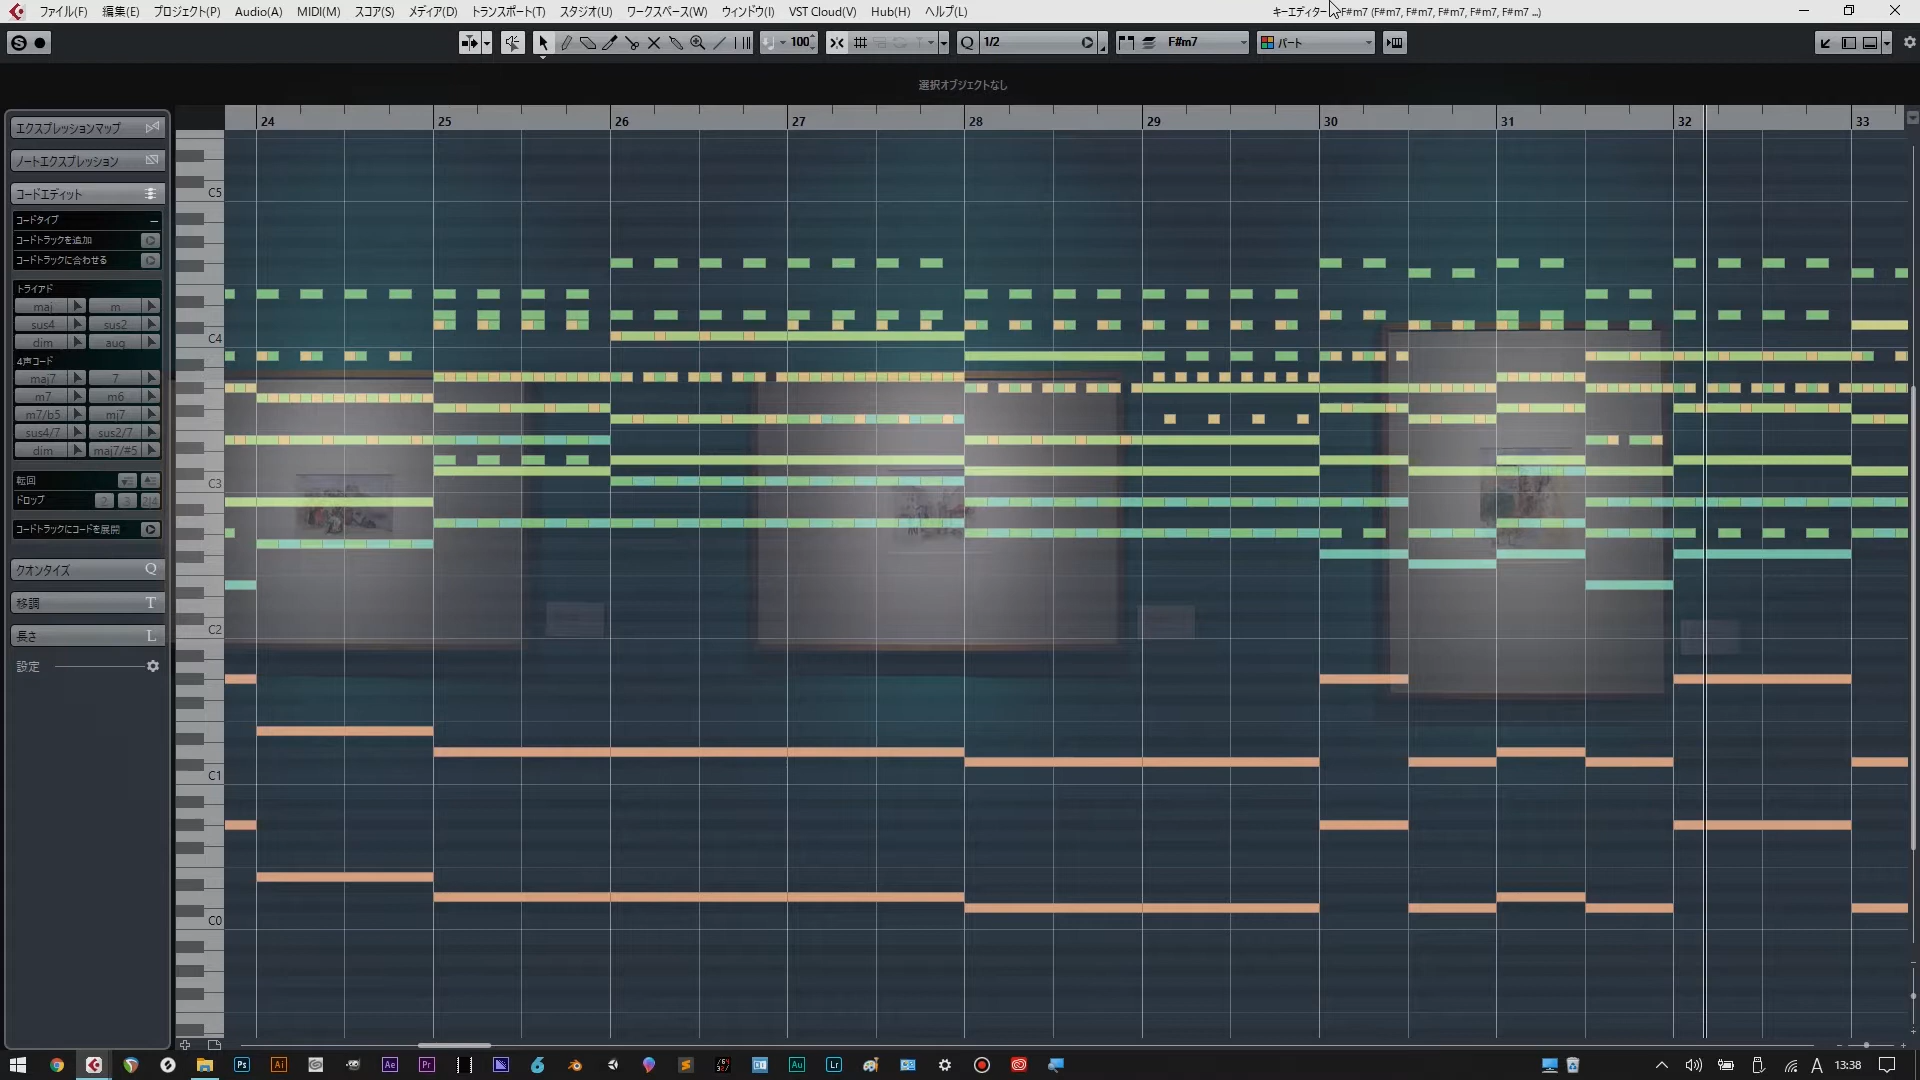 ファイル(F) 編集(E) プロジェクト(P) Audio(A) MIDI(M) スコア(S) メディア(D) トランスポート(T) スタジオ(U) ワークスペース(W) ウィンドウ(I) VST Cloud(V) Hub(H) ヘルプ(L)
キーエディター F#m7 (F#m7, F#m7, F#m7, F#m7, F#m7 ...)
100 1/2 F#m7 パート
選択オブジェクトなし
24 25 26 27 28 29 30 31 32 33
エクスプレッションマップ
ノートエクスプレッション
コードエディット
コードタイプ
コードトラックを追加
コードトラックに合わせる
トライアド
maj m
sus4 sus2
dim aug
4声コード
maj7 7
m7 m6
m7/b5 mj7
sus4/7 sus2/7
dim maj7/#5
転回
ドロップ 2 3 2/4
コードトラックにコードを展開
クオンタイズ Q
移調 T
長さ L
設定
C5
C4
C3
C2
C1
C0
Ps Ai Ae Pr Au Lr
A 13:38